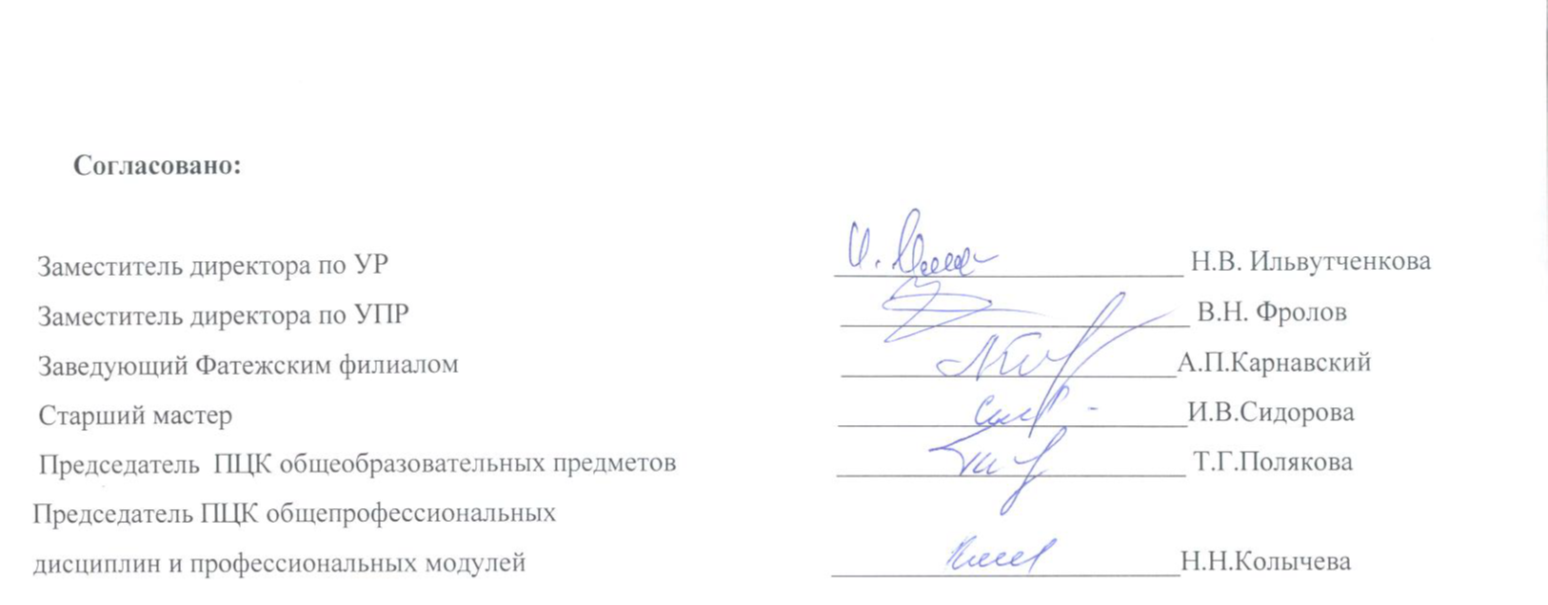 Согласовано:
Заместитель директора по УР Н.В. Ильвутченкова
Заместитель директора по УПР В.Н. Фролов
Заведующий Фатежским филиалом А.П.Карнавский
Старший мастер И.В.Сидорова
Председатель ПЦК общеобразовательных предметов Т.Г.Полякова
Председатель ПЦК общепрофессиональных
дисциплин и профессиональных модулей Н.Н.Колычева